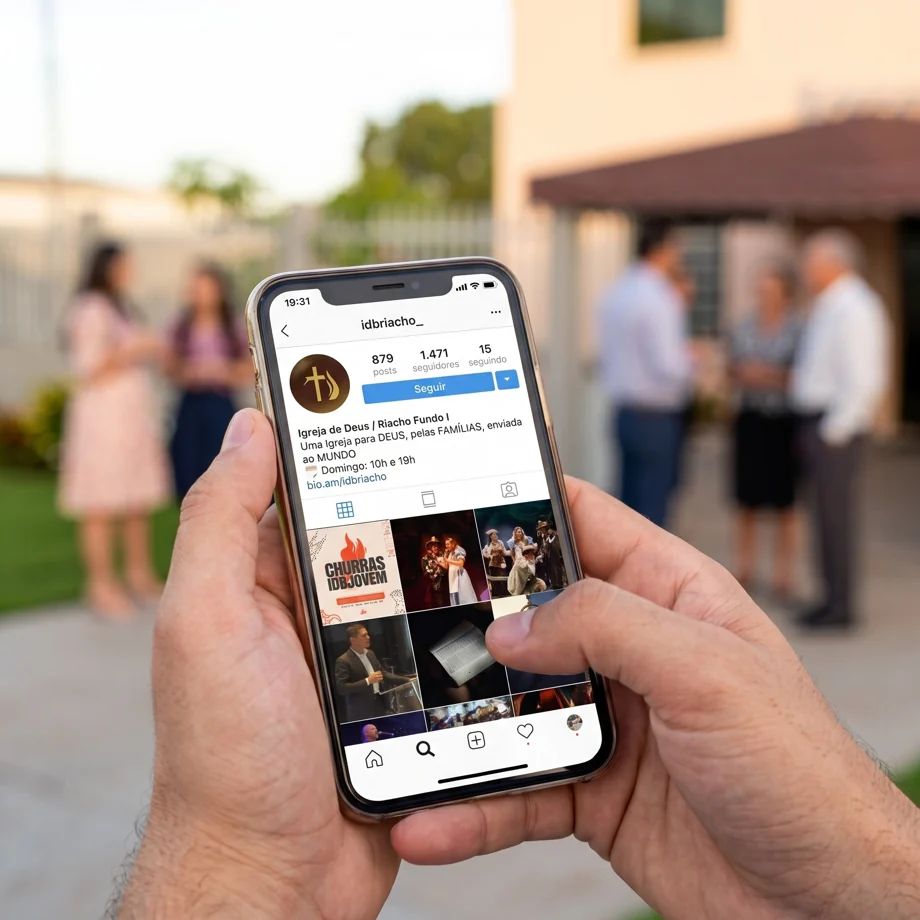 19:31
idbriacho_
879 1.471 15
posts seguidores seguindo
Seguir
Igreja de Deus / Riacho Fundo I
Uma Igreja para DEUS, pelas FAMÍLIAS, enviada
ao MUNDO
Domingo: 10h e 19h
bio.am/idbriacho
CHURRAS
IDBJOVEM